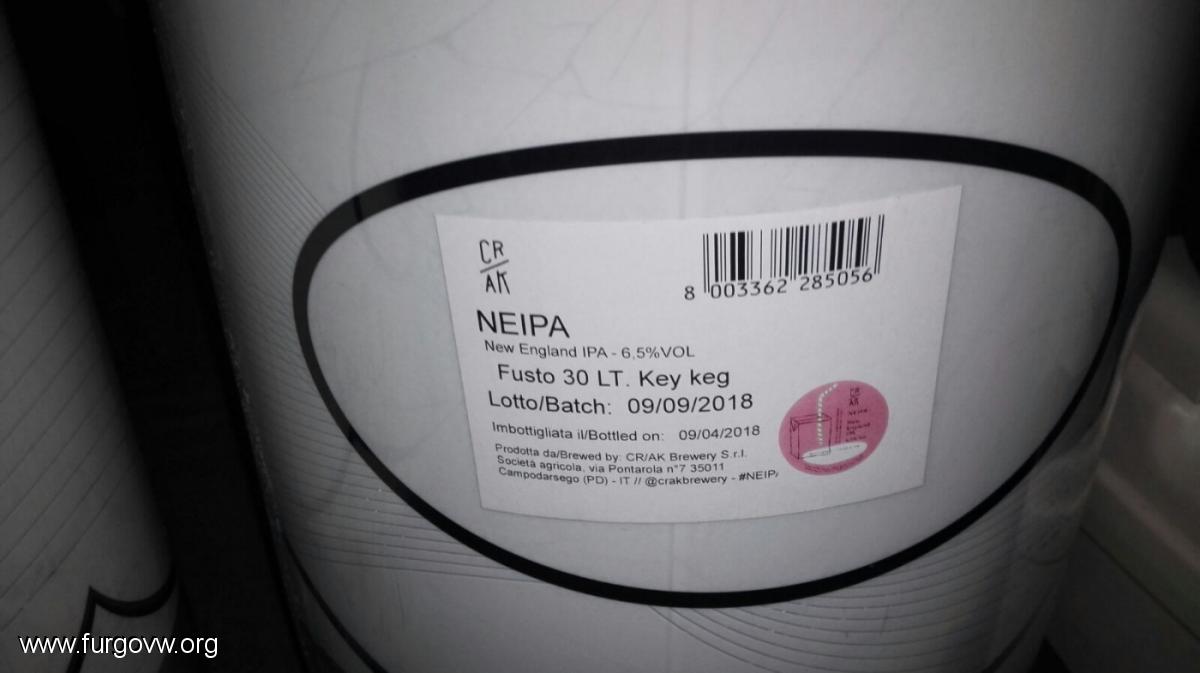 CR
AK
8 003362 285056
NEIPA
New England IPA - 6,5%VOL
Fusto 30 LT. Key keg
Lotto/Batch: 09/09/2018
Imbottigliata il/Bottled on: 09/04/2018
Prodotta da/Brewed by: CR/AK Brewery S.r.l.
Società agricola, via Pontarola n°7 35011
Campodarsego (PD) - IT // @crakbrewery - #NEIP
CR
AK
www.furgovw.org